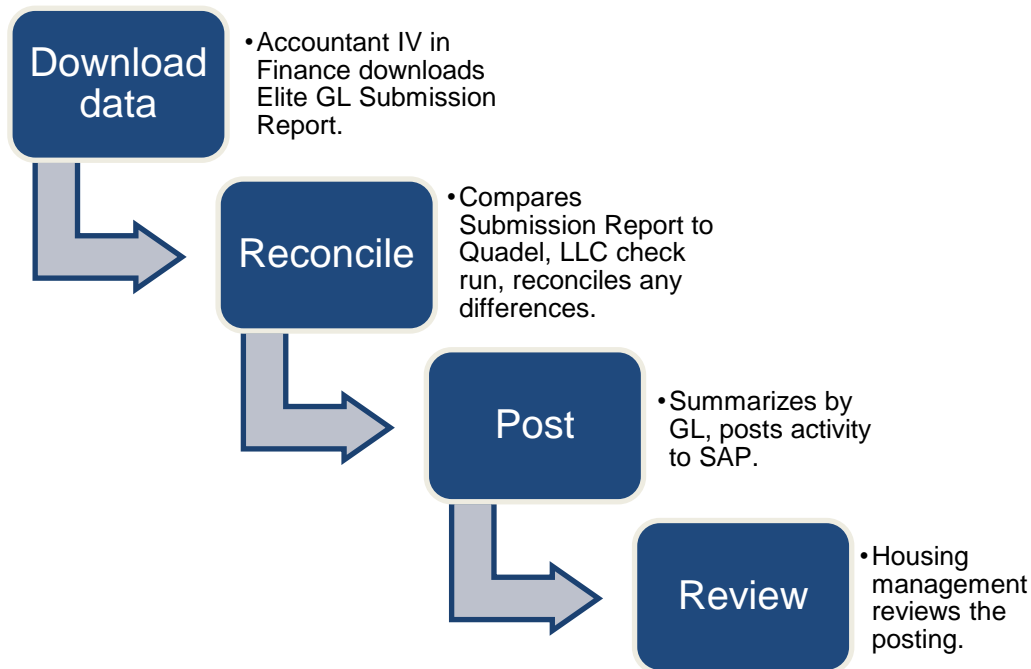 Download
data
•Accountant IV in
Finance downloads
Elite GL Submission
Report.
Reconcile
•Compares
Submission Report to
Quadel, LLC check
run, reconciles any
differences.
Post
•Summarizes by
GL, posts activity
to SAP.
Review
•Housing
management
reviews the
posting.